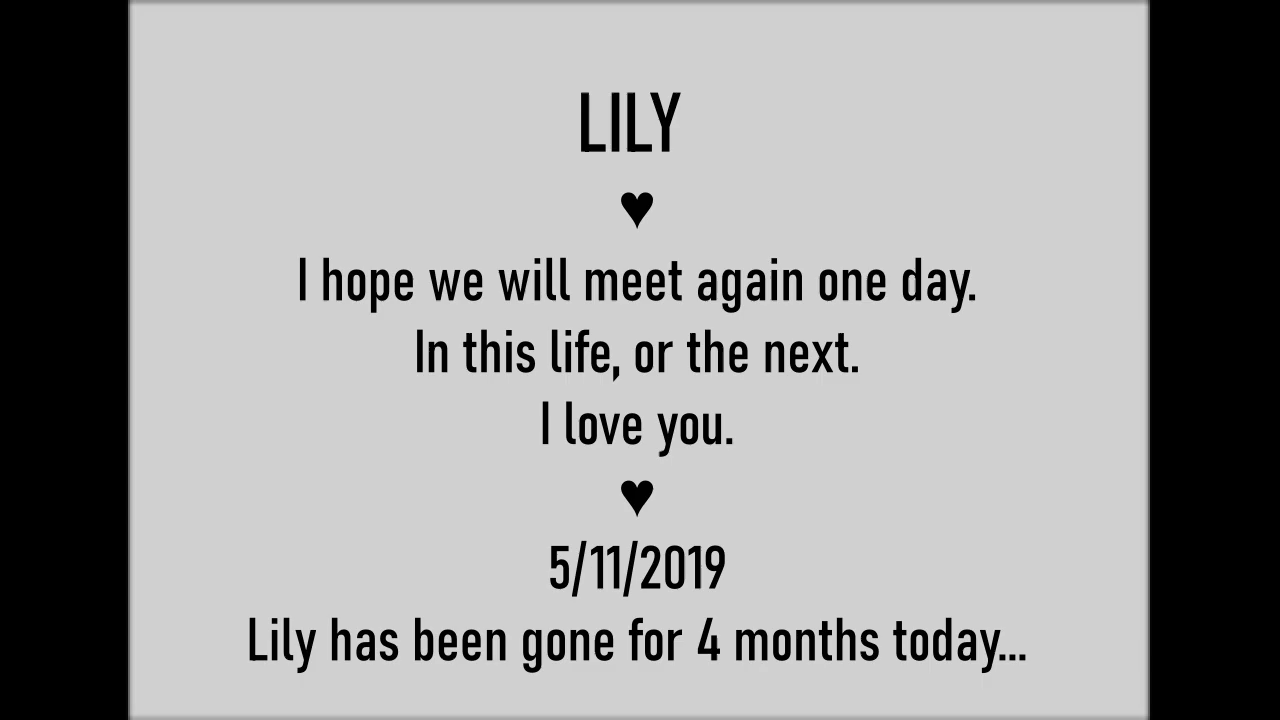 LILY
♥
I hope we will meet again one day.
In this life, or the next.
I love you.
♥
5/11/2019
Lily has been gone for 4 months today...